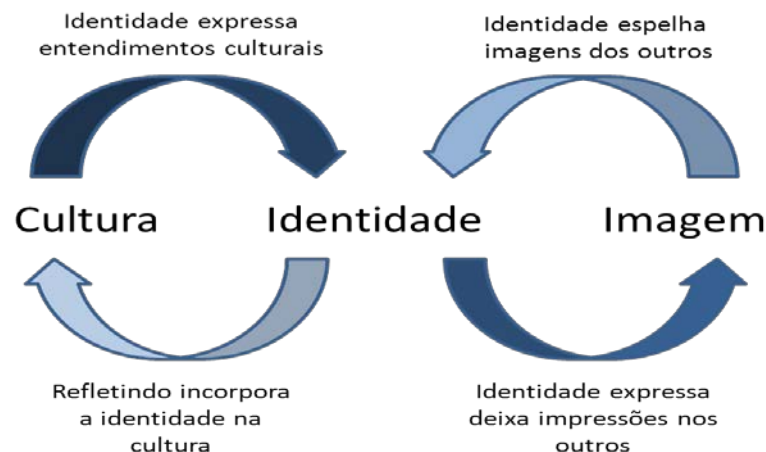 Identidade expressa
entendimentos culturais
Identidade espelha
imagens dos outros
Cultura
Identidade
Imagem
Refletindo incorpora
a identidade na
cultura
Identidade expressa
deixa impressões nos
outros